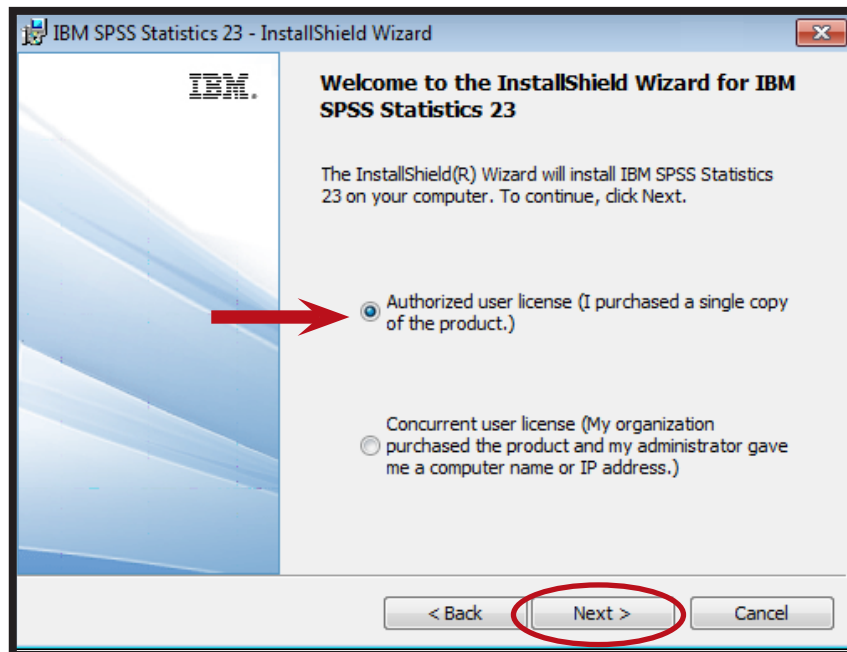 IBM SPSS Statistics 23 - InstallShield Wizard
IBM.
Welcome to the InstallShield Wizard for IBM
SPSS Statistics 23
The InstallShield(R) Wizard will install IBM SPSS Statistics
23 on your computer. To continue, click Next.
Authorized user license (I purchased a single copy
of the product.)
Concurrent user license (My organization
purchased the product and my administrator gave
me a computer name or IP address.)
< Back
Next >
Cancel